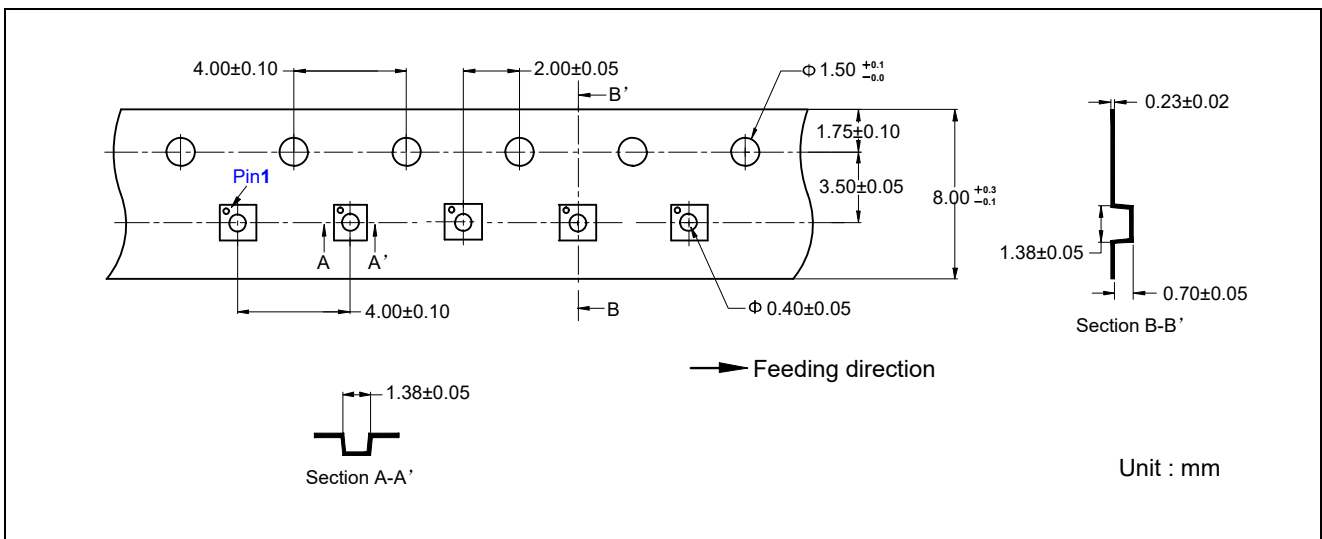 4.00±0.10
2.00±0.05
Φ 1.50 +0.1 −0.0
B’
0.23±0.02
1.75±0.10
Pin1
3.50±0.05
8.00 +0.3 −0.1
A
A’
1.38±0.05
4.00±0.10
B
Φ 0.40±0.05
0.70±0.05
Section B-B’
Feeding direction
1.38±0.05
Section A-A’
Unit : mm